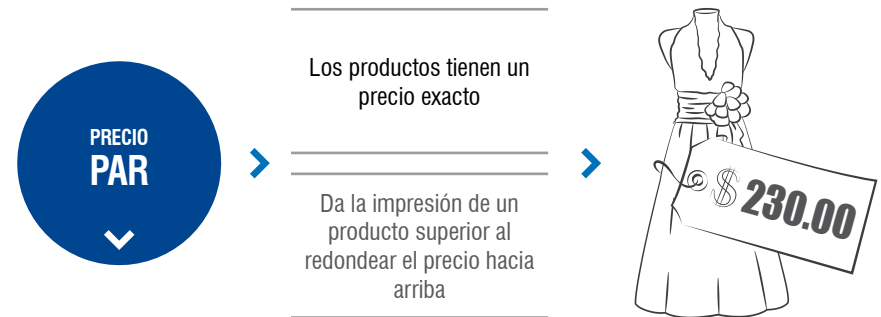 PRECIO
PAR
Los productos tienen un
precio exacto
Da la impresión de un
producto superior al
redondear el precio hacia
arriba
$ 230.00